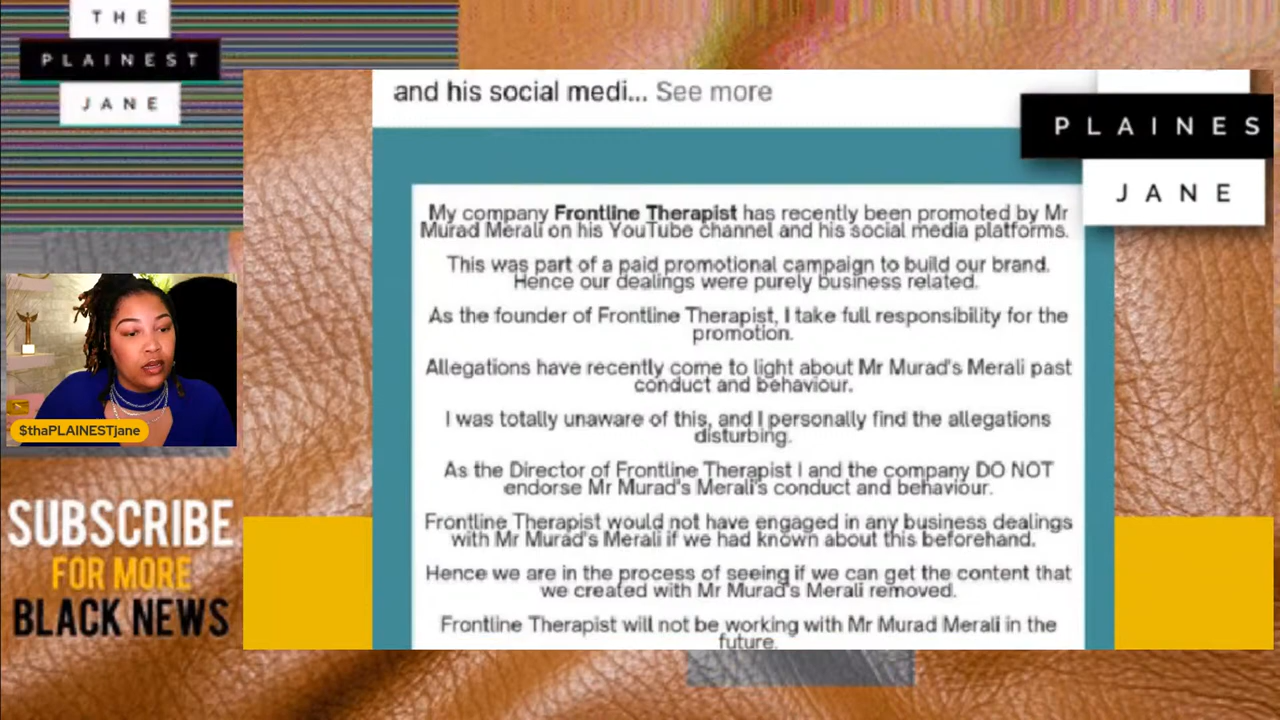 THE
PLAINEST
JANE
and his social medi... See more
PLAINES
JANE
My company Frontline Therapist has recently been promoted by Mr
Murad Merali on his YouTube channel and his social media platforms.
This was part of a paid promotional campaign to build our brand.
Hence our dealings were purely business related.
As the founder of Frontline Therapist, I take full responsibility for the
promotion.
Allegations have recently come to light about Mr Murad's Merali past
conduct and behaviour.
I was totally unaware of this, and I personally find the allegations
disturbing.
As the Director of Frontline Therapist I and the company DO NOT
endorse Mr Murad's Merali's conduct and behaviour.
Frontline Therapist would not have engaged in any business dealings
with Mr Murad's Merali if we had known about this beforehand.
Hence we are in the process of seeing if we can get the content that
we created with Mr Murad's Merali removed.
Frontline Therapist will not be working with Mr Murad Merali in the
future.
$thaPLAINESTjane
SUBSCRIBE
FOR MORE
BLACK NEWS